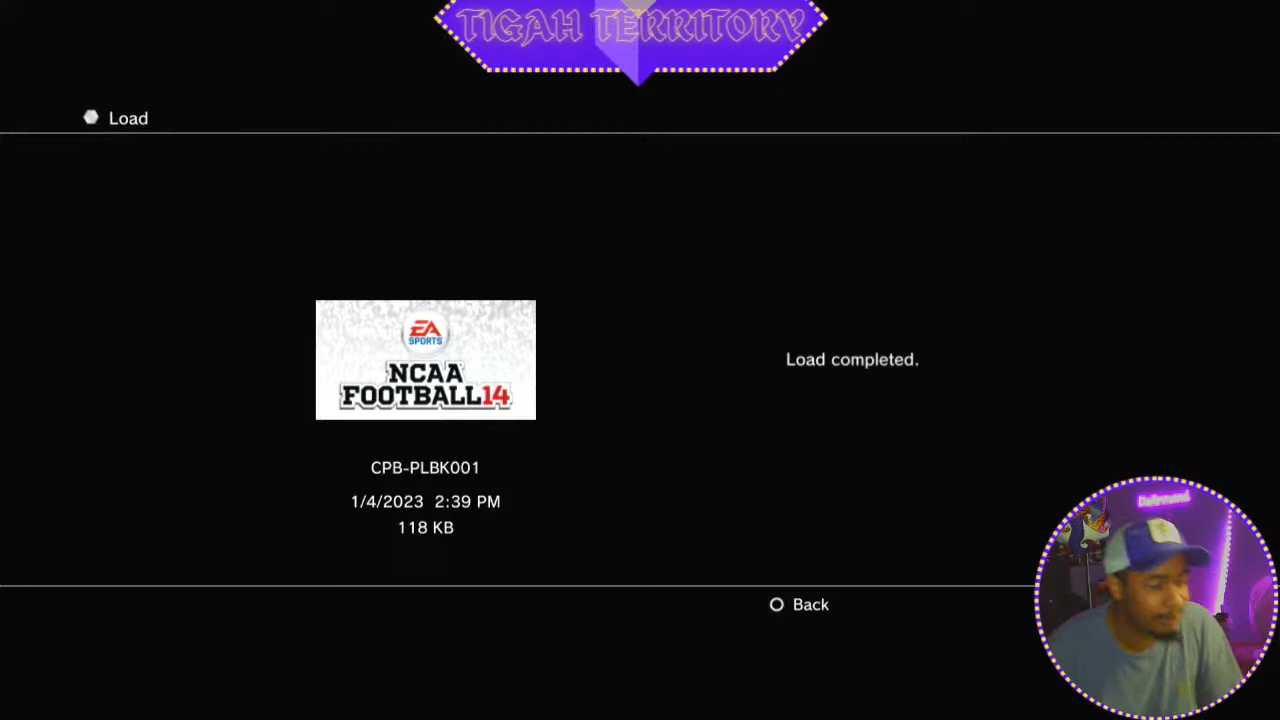 TIGAH TERRITORY
Load
EA
SPORTS
NCAA
FOOTBALL14
Load completed.
CPB-PLBK001
1/4/2023 2:39 PM
118 KB
Back